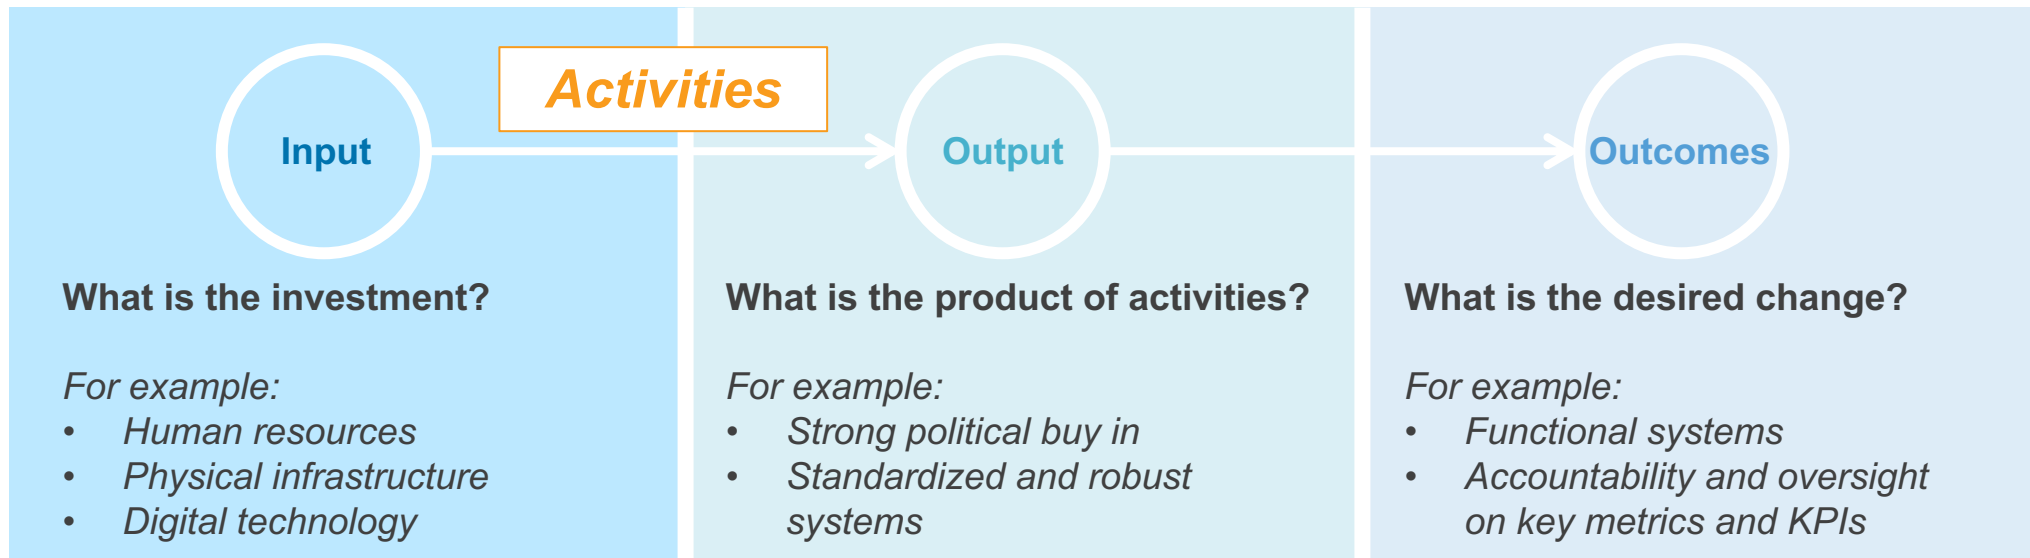 Activities
Input
Output
Outcomes
What is the investment?
For example:
• Human resources
• Physical infrastructure
• Digital technology
What is the product of activities?
For example:
• Strong political buy in
• Standardized and robust
systems
What is the desired change?
For example:
• Functional systems
• Accountability and oversight
on key metrics and KPIs